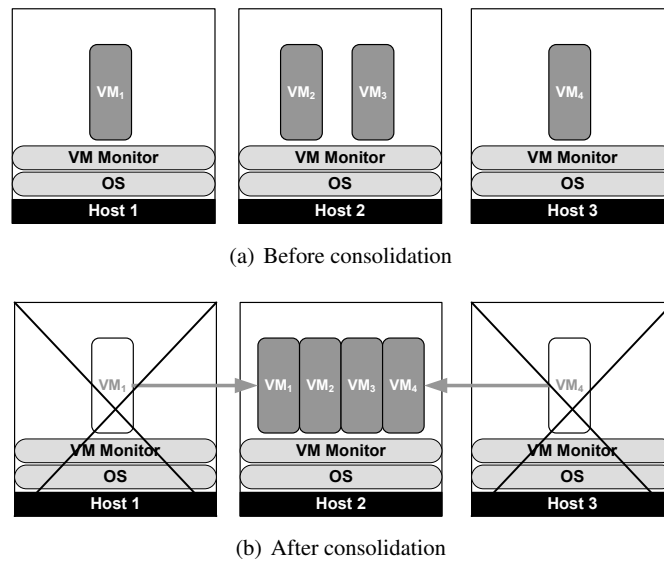 VM₁ VM₂ VM₃ VM₄
VM Monitor VM Monitor VM Monitor
OS OS OS
Host 1 Host 2 Host 3
(a) Before consolidation
VM₁ VM₁ VM₂ VM₃ VM₄ VM₄
VM Monitor VM Monitor VM Monitor
OS OS OS
Host 1 Host 2 Host 3
(b) After consolidation